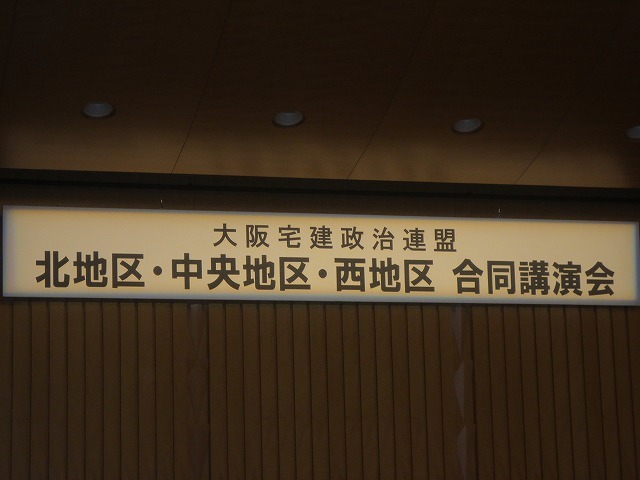 大阪宅建政治連盟
北地区・中央地区・西地区 合同講演会